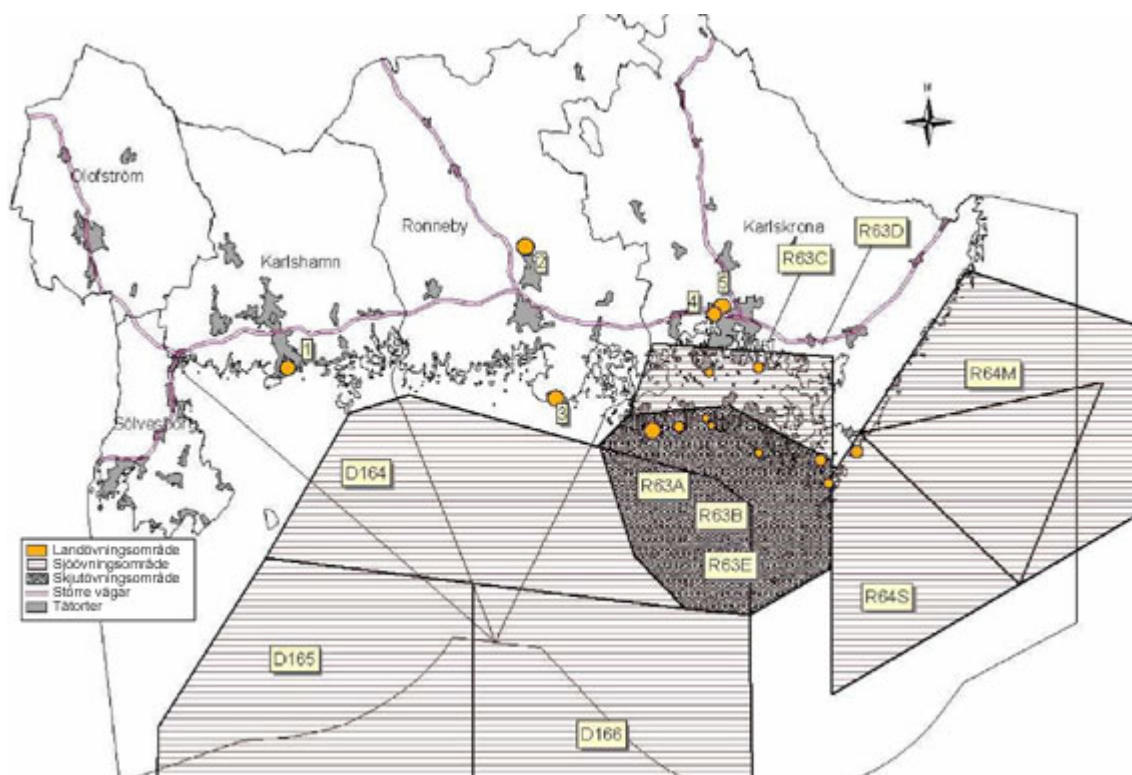 N
Olofström
Ronneby
Karlskrona
R63C
R63D
Karlshamn
2
5
4
1
3
R64M
Sölvesborg
D164
R63A
R63B
R63E
R64S
Landövningsområde
Sjöövningsområde
Skjutövningsområde
Större vägar
Tätorter
D165
D166